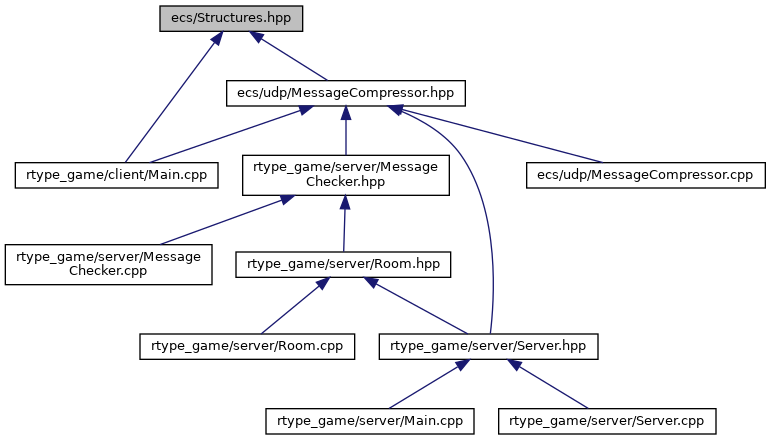 ecs/Structures.hpp
ecs/udp/MessageCompressor.hpp
rtype_game/client/Main.cpp
rtype_game/server/Message
Checker.hpp
ecs/udp/MessageCompressor.cpp
rtype_game/server/Message
Checker.cpp
rtype_game/server/Room.hpp
rtype_game/server/Room.cpp
rtype_game/server/Server.hpp
rtype_game/server/Main.cpp
rtype_game/server/Server.cpp